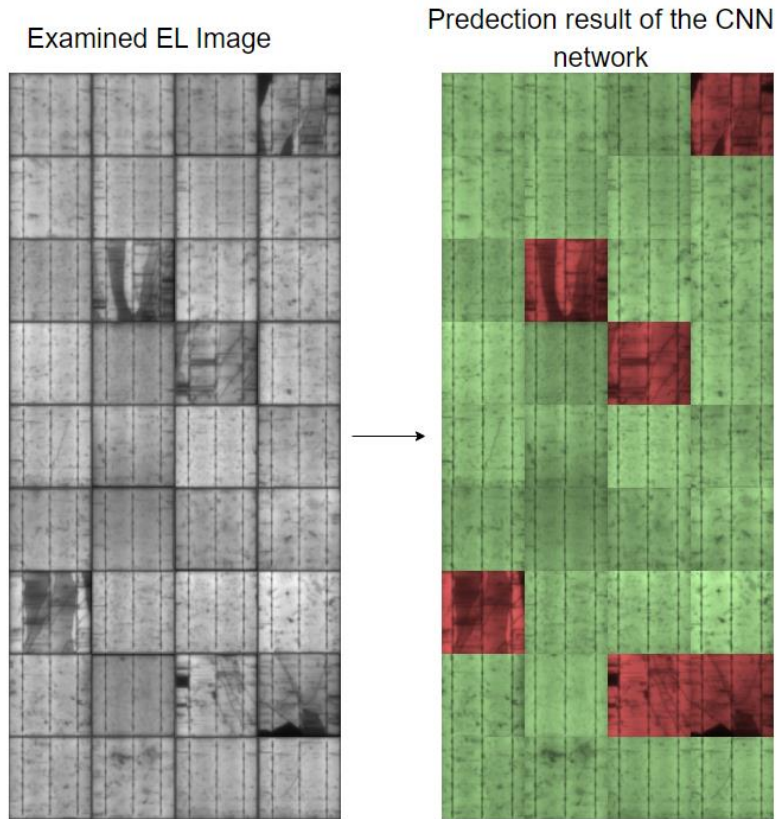 Examined EL Image
Predection result of the CNN
network